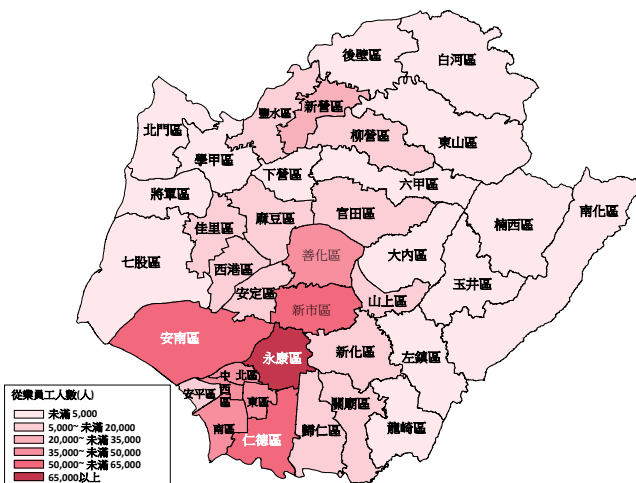 後壁區
白河區
新營區
鹽水區
北門區
柳營區
東山區
學甲區
下營區
六甲區
將軍區
官田區
楠西區
南化區
麻豆區
佳里區
善化區
大內區
七股區
西港區
玉井區
安定區
山上區
新市區
安南區
永康區
新化區
左鎮區
中西區
北區
安平區
東區
關廟區
南區
仁德區
歸仁區
龍崎區
從業員工人數(人)
未滿 5,000
5,000~ 未滿 20,000
20,000~ 未滿 35,000
35,000~ 未滿 50,000
50,000~ 未滿 65,000
65,000以上